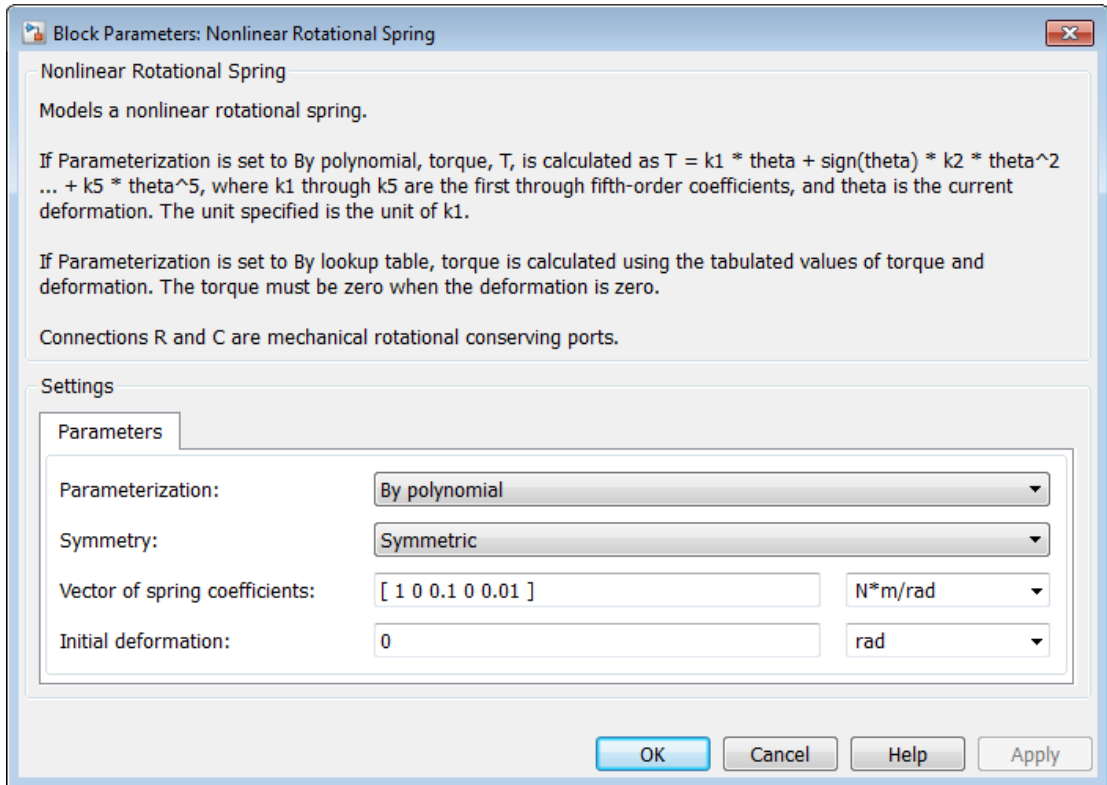 Block Parameters: Nonlinear Rotational Spring
Nonlinear Rotational Spring
Models a nonlinear rotational spring.
If Parameterization is set to By polynomial, torque, T, is calculated as T = k1 * theta + sign(theta) * k2 * theta^2
... + k5 * theta^5, where k1 through k5 are the first through fifth-order coefficients, and theta is the current
deformation. The unit specified is the unit of k1.
If Parameterization is set to By lookup table, torque is calculated using the tabulated values of torque and
deformation. The torque must be zero when the deformation is zero.
Connections R and C are mechanical rotational conserving ports.
Settings
Parameters
Parameterization: By polynomial
Symmetry: Symmetric
Vector of spring coefficients: [ 1 0 0.1 0 0.01 ] N*m/rad
Initial deformation: 0 rad
OK Cancel Help Apply